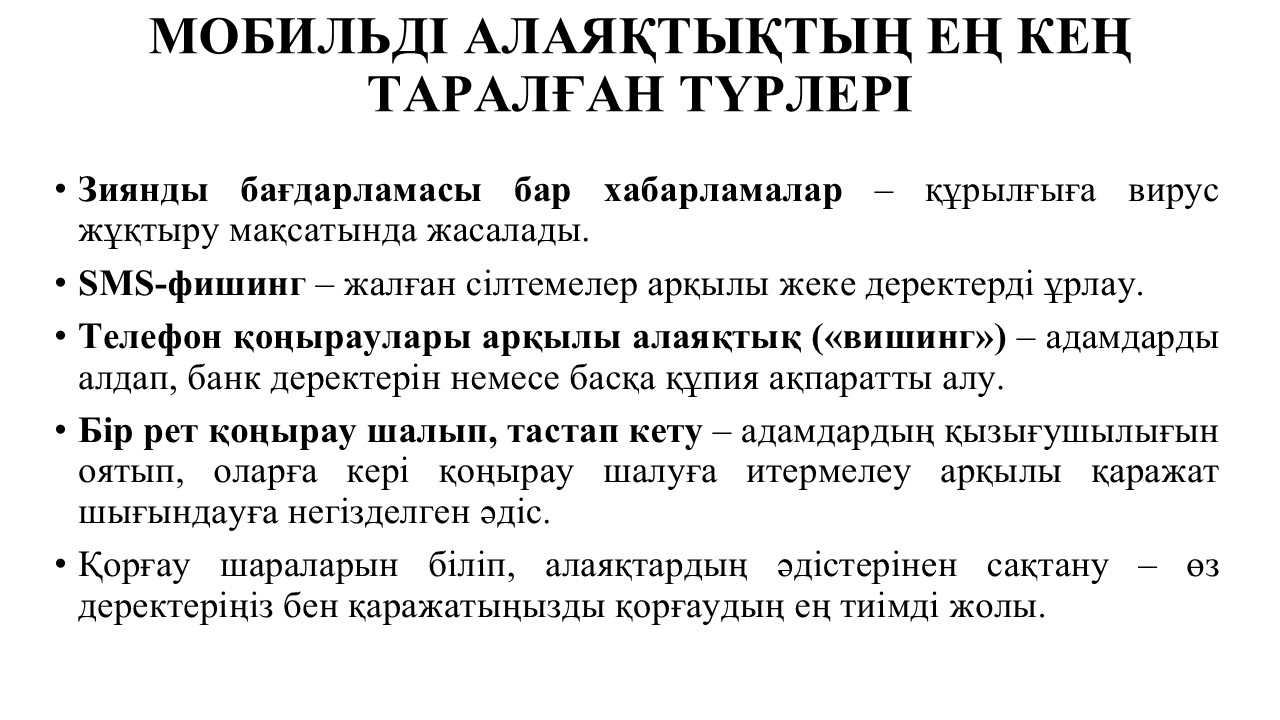 МОБИЛЬДІ АЛАЯҚТЫҚТЫҢ ЕҢ КЕҢ
ТАРАЛҒАН ТҮРЛЕРІ
• Зиянды бағдарламасы бар хабарламалар – құрылғыға вирус
жұқтыру мақсатында жасалады.
• SMS-фишинг – жалған сілтемелер арқылы жеке деректерді ұрлау.
• Телефон қоңыраулары арқылы алаяқтық («вишинг») – адамдарды
алдап, банк деректерін немесе басқа құпия ақпаратты алу.
• Бір рет қоңырау шалып, тастап кету – адамдардың қызығушылығын
оятып, оларға кері қоңырау шалуға итермелеу арқылы қаражат
шығындауға негізделген әдіс.
• Қорғау шараларын біліп, алаяқтардың әдістерінен сақтану – өз
деректеріңіз бен қаражатыңызды қорғаудың ең тиімді жолы.